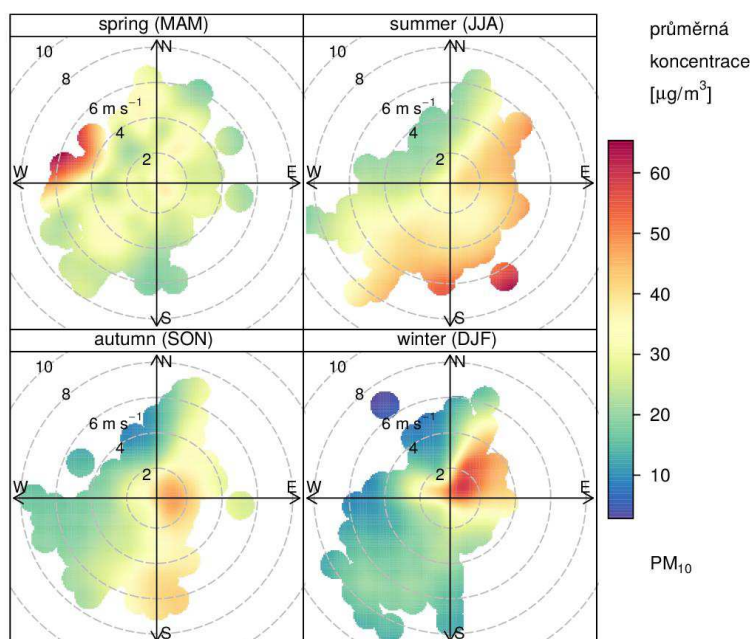 spring (MAM)
10
8
6 m s⁻¹
4
2
N
W
E
S
summer (JJA)
10
8
6 m s⁻¹
4
2
N
W
E
S
autumn (SON)
10
8
6 m s⁻¹
4
2
N
W
E
S
winter (DJF)
10
8
6 m s⁻¹
4
2
N
W
E
S
průměrná
koncentrace
[µg/m³]
60
50
40
30
20
10
PM₁₀